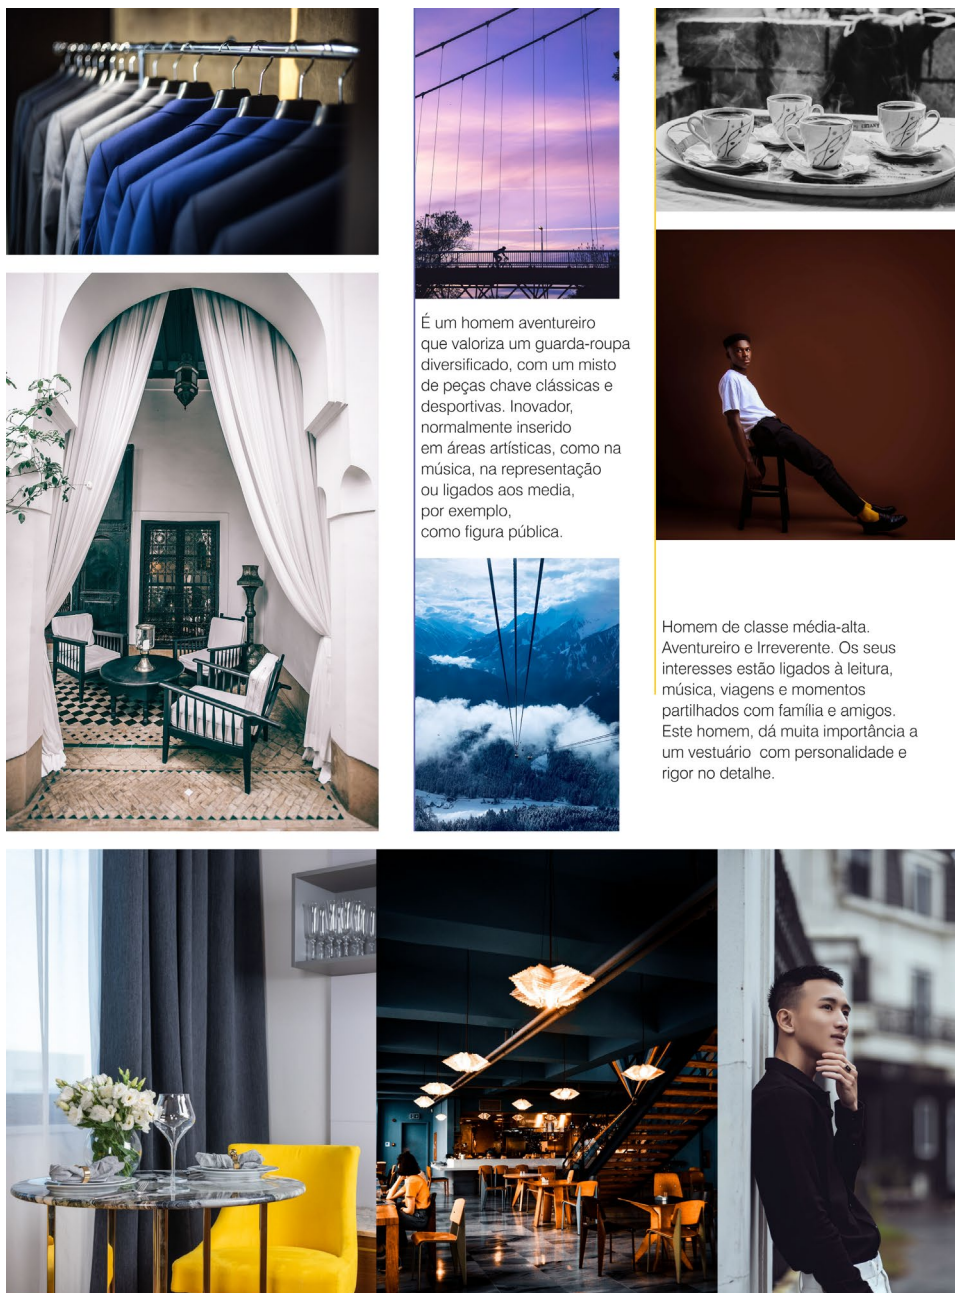 É um homem aventureiro
que valoriza um guarda-roupa
diversificado, com um misto
de peças chave clássicas e
desportivas. Inovador,
normalmente inserido
em áreas artísticas, como na
música, na representação
ou ligados aos media,
por exemplo,
como figura pública.
Homem de classe média-alta.
Aventureiro e Irreverente. Os seus
interesses estão ligados à leitura,
música, viagens e momentos
partilhados com família e amigos.
Este homem, dá muita importância a
um vestuário  com personalidade e
rigor no detalhe.